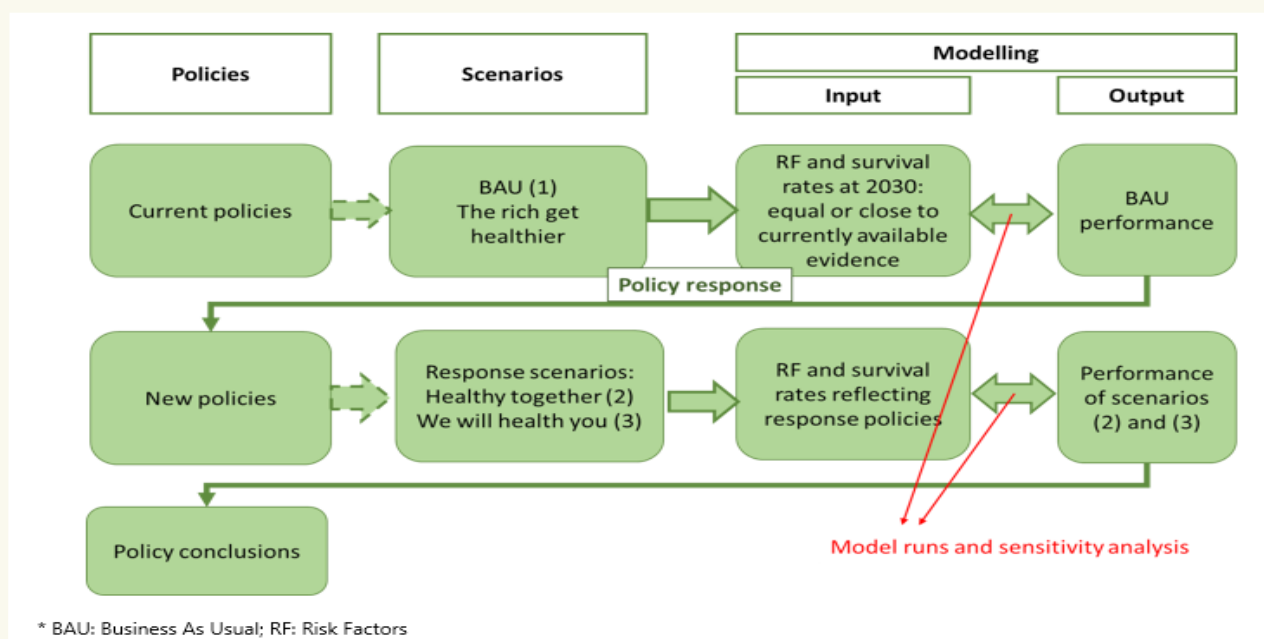 Policies
Scenarios
Modelling
Input
Output
Current policies
BAU (1)
The rich get
healthier
RF and survival
rates at 2030:
equal or close to
currently available
evidence
BAU
performance
Policy response
New policies
Response scenarios:
Healthy together (2)
We will health you (3)
RF and survival
rates reflecting
response policies
Performance
of scenarios
(2) and (3)
Policy conclusions
Model runs and sensitivity analysis
* BAU: Business As Usual; RF: Risk Factors